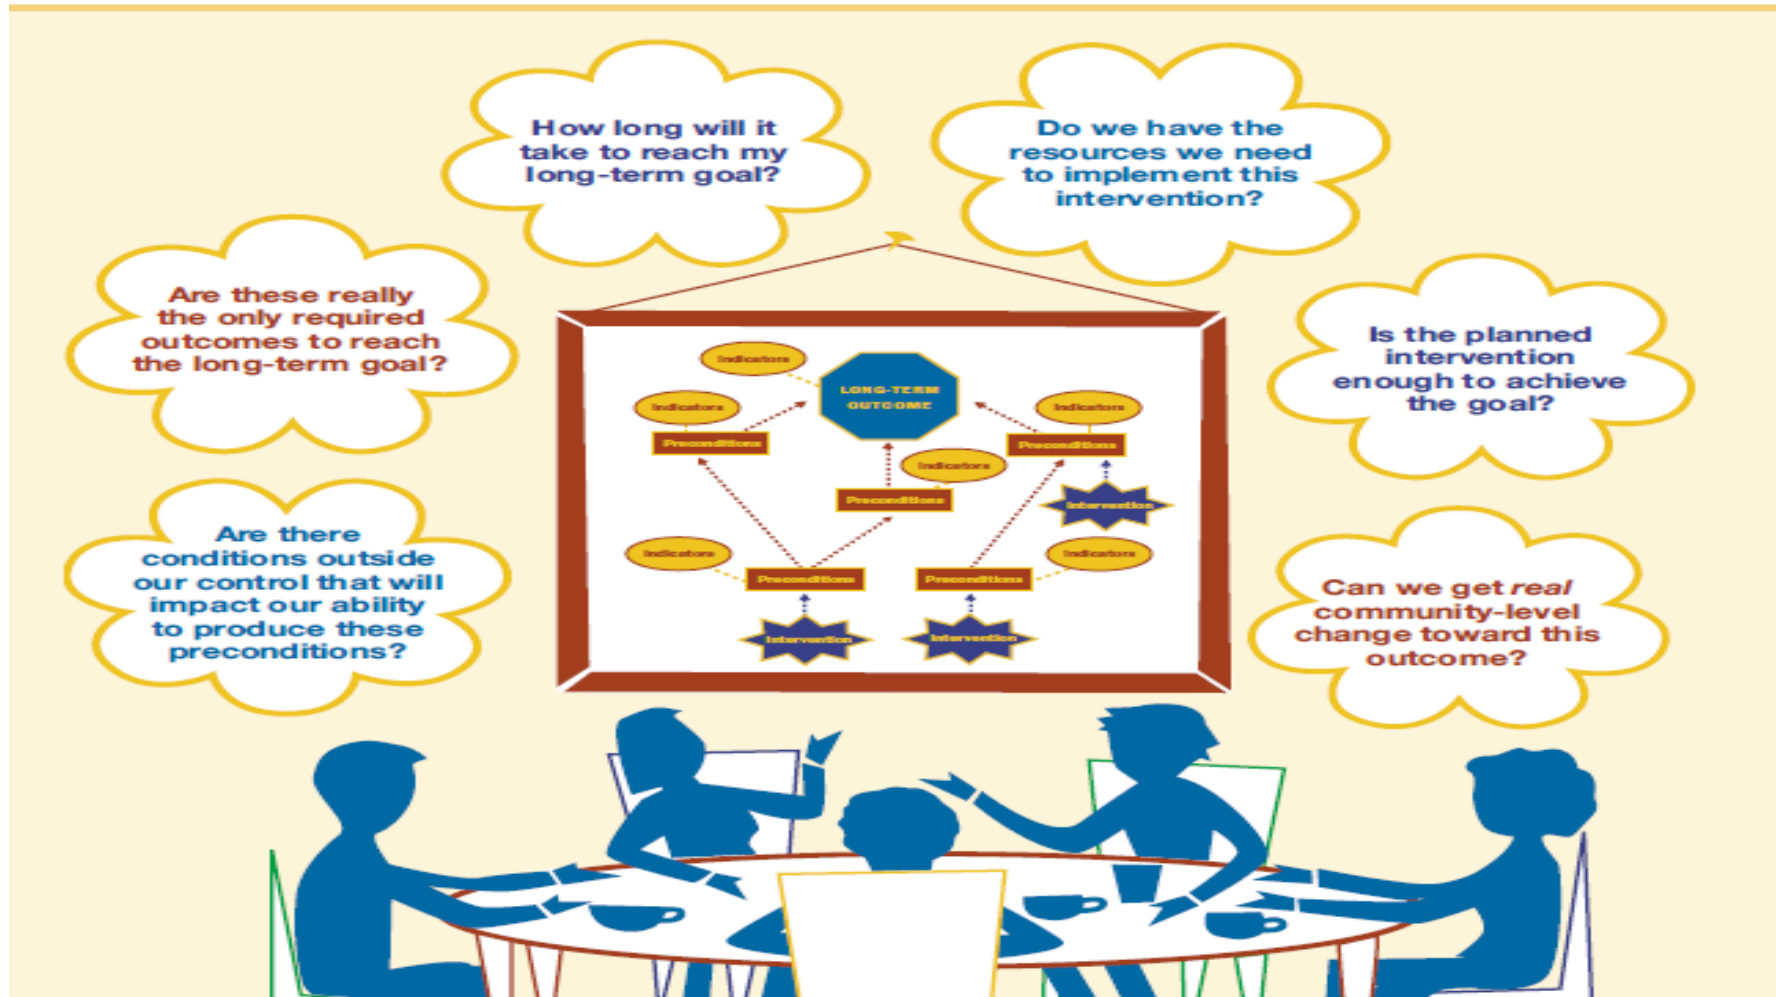 How long will it
take to reach my
long-term goal?
Do we have the
resources we need
to implement this
intervention?
Are these really
the only required
outcomes to reach
the long-term goal?
Is the planned
intervention
enough to achieve
the goal?
Are there
conditions outside
our control that will
impact our ability
to produce these
preconditions?
Can we get real
community-level
change toward this
outcome?
Indicators
LONG-TERM
OUTCOME
Indicators
Indicators
Preconditions
Preconditions
Indicators
Preconditions
Intervention
Indicators
Indicators
Preconditions
Preconditions
Intervention
Intervention